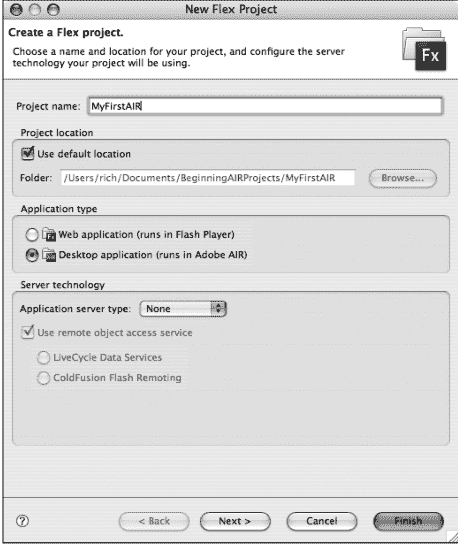 New Flex Project
Create a Flex project.
Choose a name and location for your project, and configure the server
technology your project will be using.
Fx
Project name: MyFirstAIR
Project location
Use default location
Folder: /Users/rich/Documents/BeginningAIRProjects/MyFirstAIR Browse...
Application type
Web application (runs in Flash Player)
Desktop application (runs in Adobe AIR)
Server technology
Application server type: None
Use remote object access service
LiveCycle Data Services
ColdFusion Flash Remoting
? < Back Next > Cancel Finish